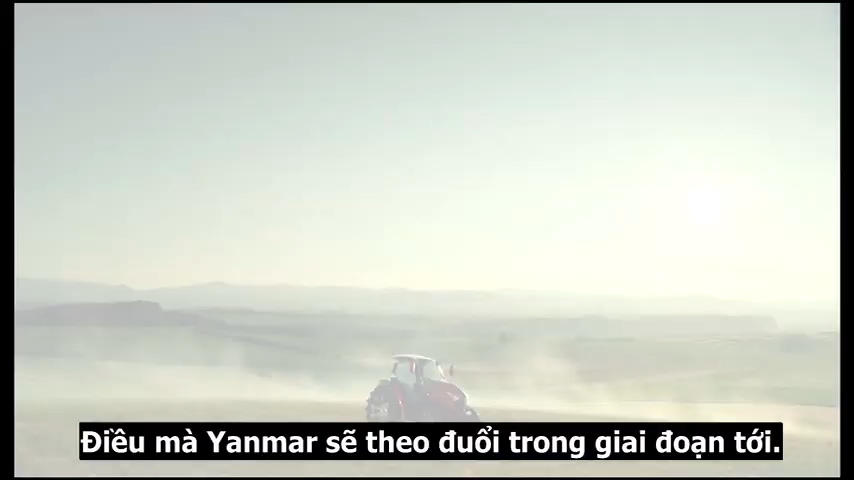 Điều mà Yanmar sẽ theo đuổi trong giai đoạn tới.